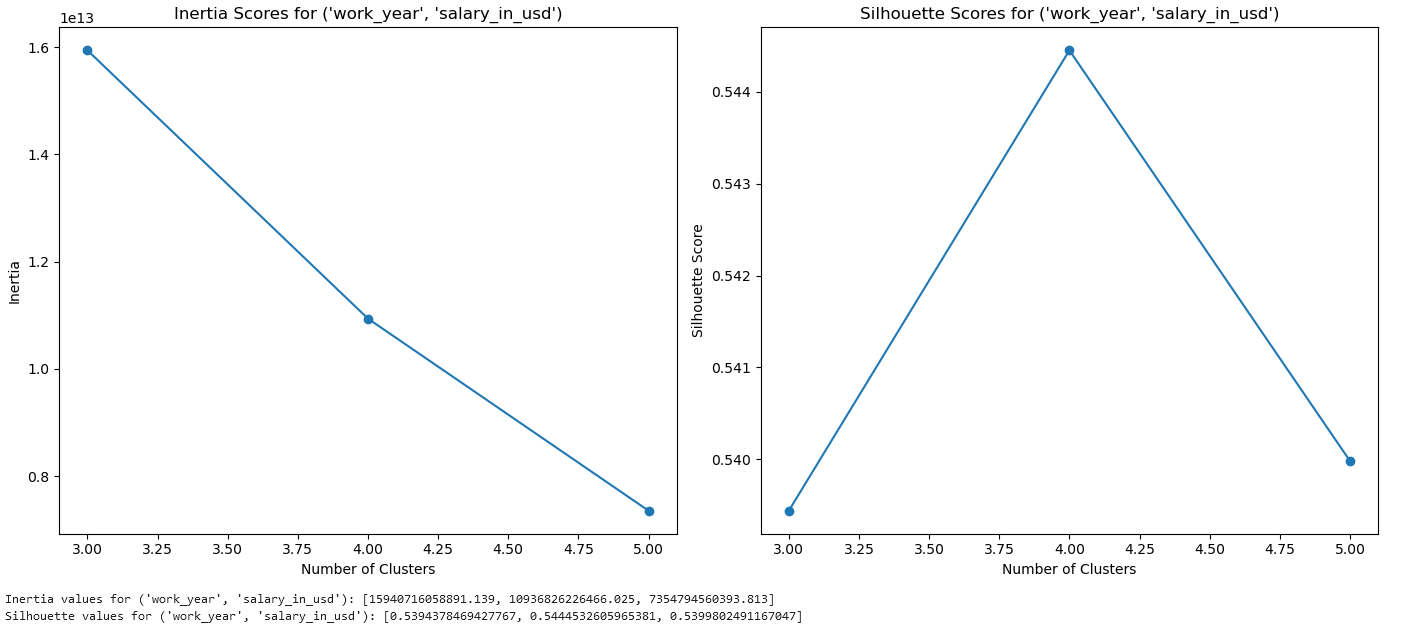 Inertia Scores for ('work_year', 'salary_in_usd')
1e13
1.6
1.4
1.2
1.0
0.8
Inertia
3.00 3.25 3.50 3.75 4.00 4.25 4.50 4.75 5.00
Number of Clusters
Silhouette Scores for ('work_year', 'salary_in_usd')
0.544
0.543
0.542
0.541
0.540
Silhouette Score
3.00 3.25 3.50 3.75 4.00 4.25 4.50 4.75 5.00
Number of Clusters
Inertia values for ('work_year', 'salary_in_usd'): [15940716058891.139, 10936826226466.025, 7354794560393.813]
Silhouette values for ('work_year', 'salary_in_usd'): [0.5394378469427767, 0.5444532605965381, 0.5399802491167047]